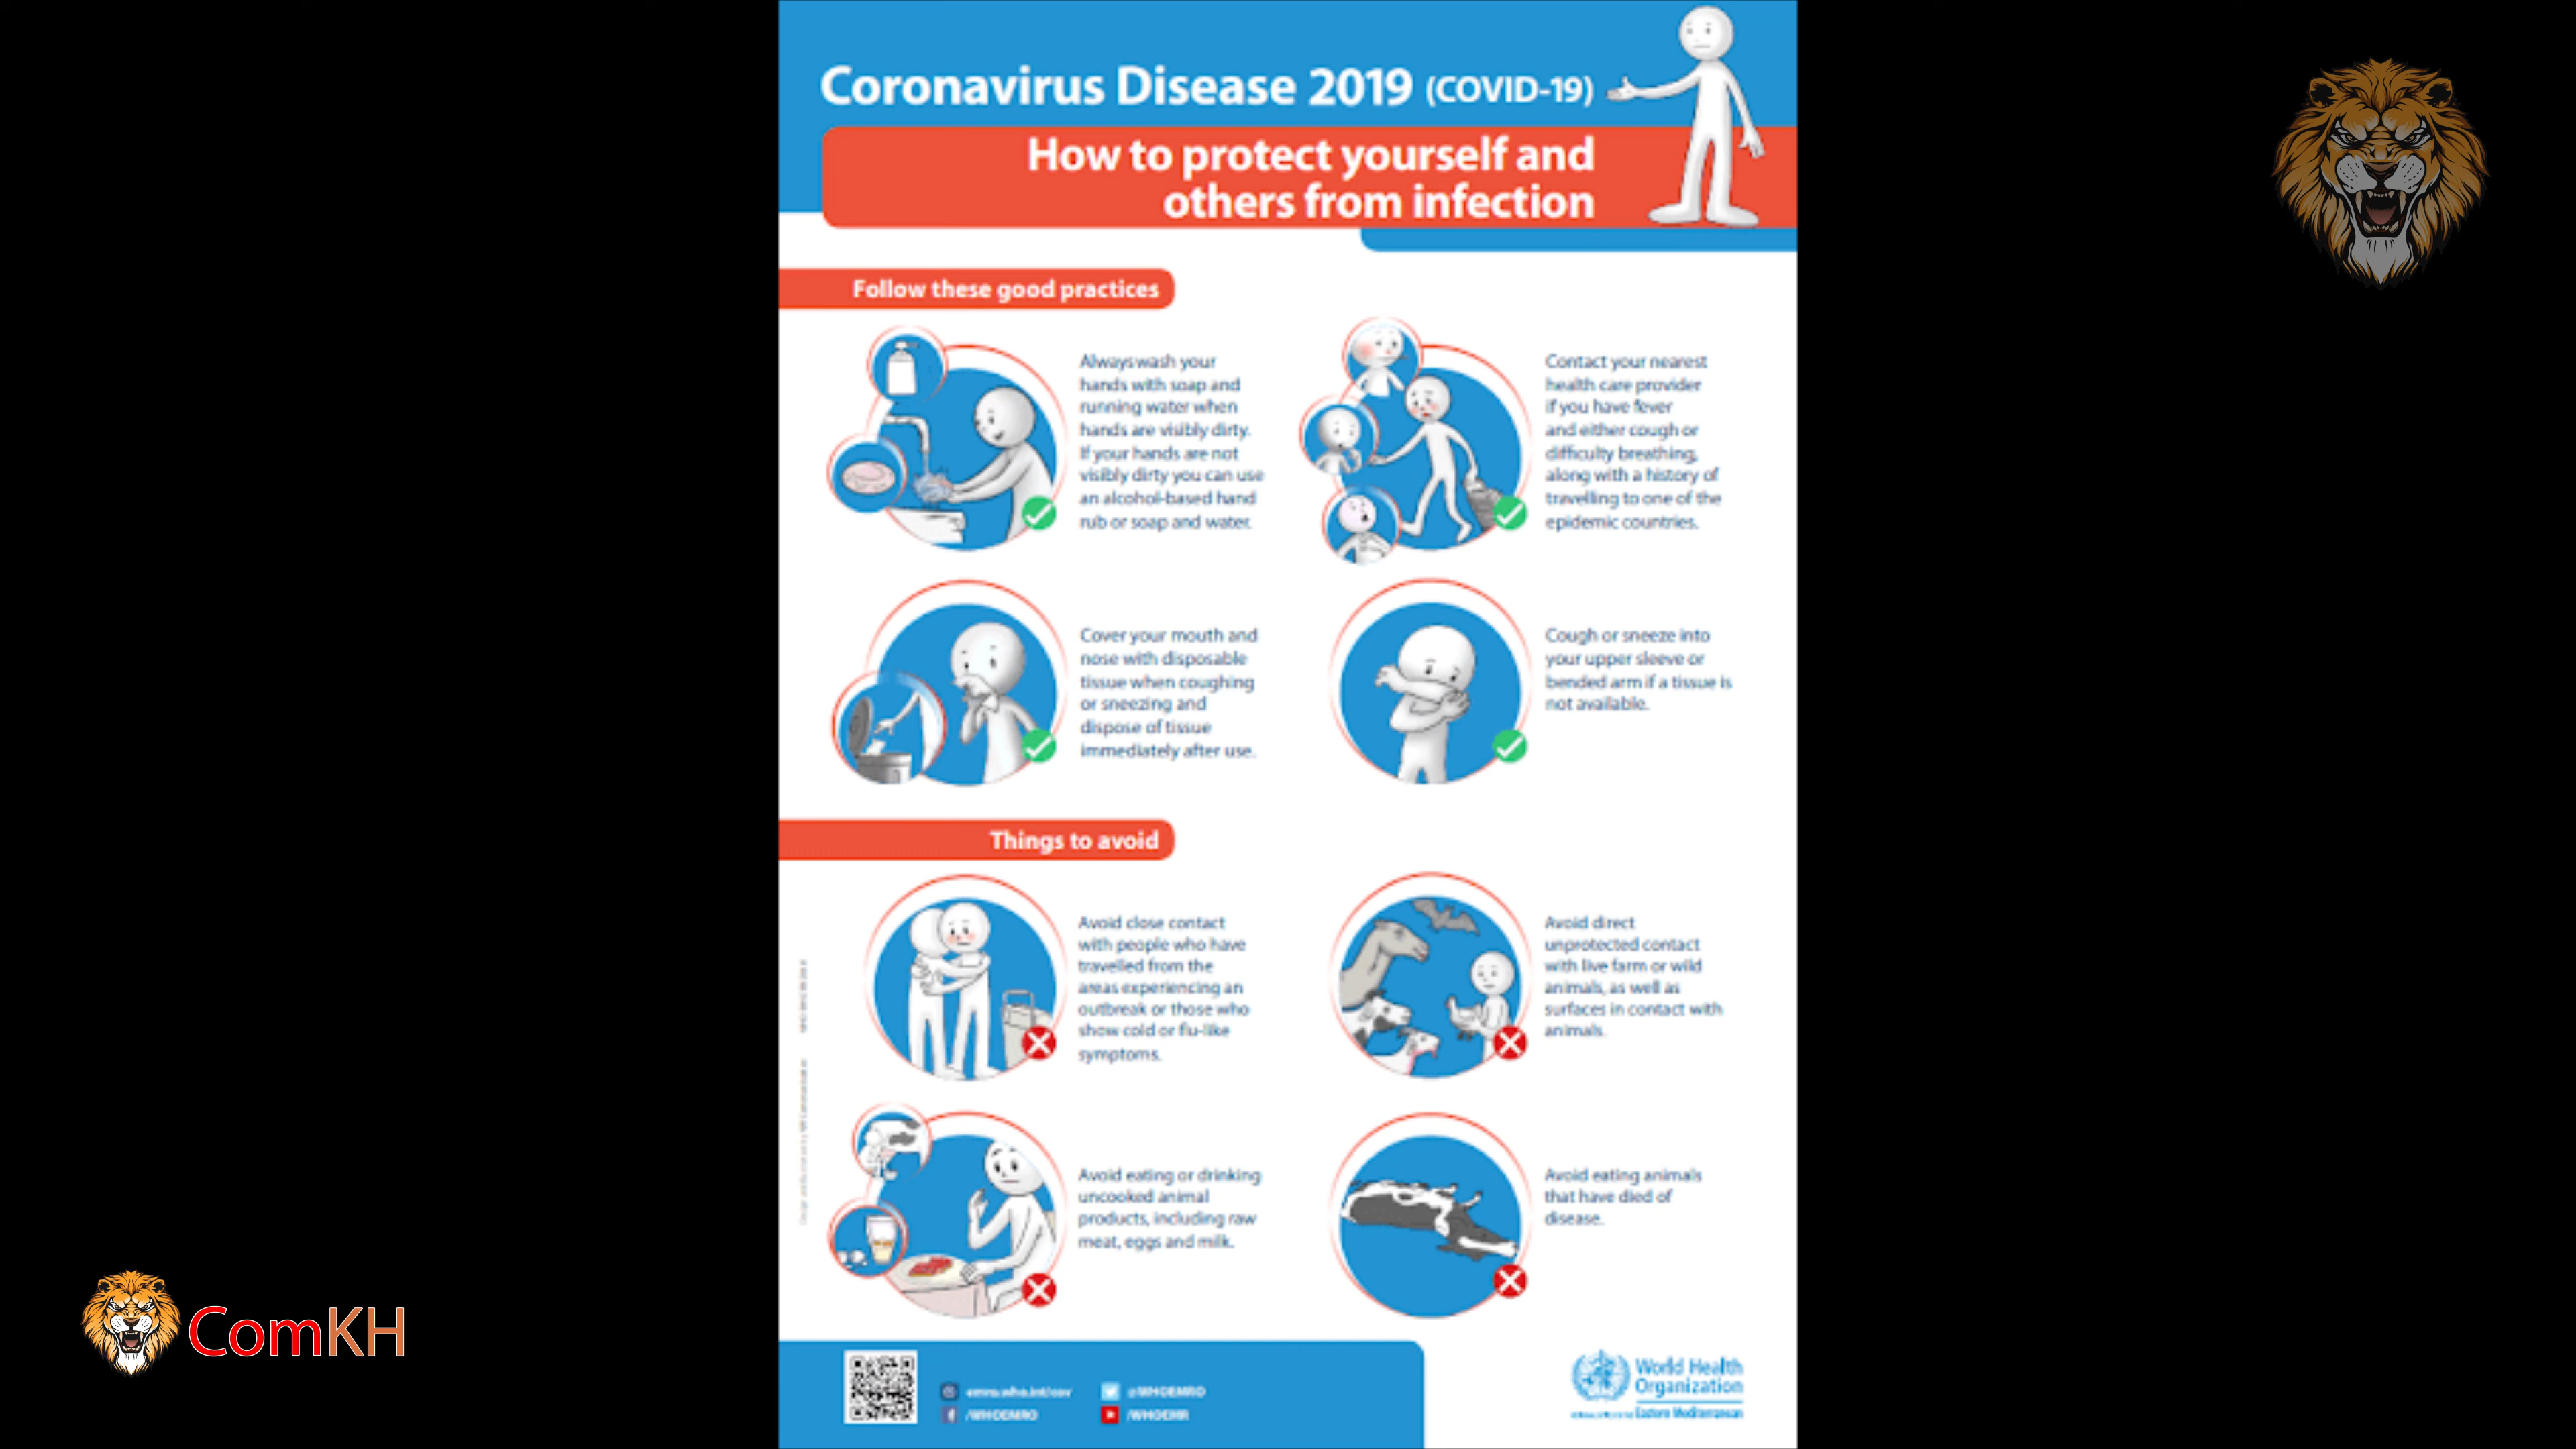 Coronavirus Disease 2019 (COVID-19)
How to protect yourself and
others from infection
Follow these good practices
Always wash your
hands with soap and
running water when
hands are visibly dirty.
If your hands are not
visibly dirty you can use
an alcohol-based hand
rub or soap and water.
Contact your nearest
health care provider
if you have fever
and either cough or
difficulty breathing,
along with a history of
travelling to one of the
epidemic countries.
Cover your mouth and
nose with disposable
tissue when coughing
or sneezing and
dispose of tissue
immediately after use.
Cough or sneeze into
your upper sleeve or
bended arm if a tissue is
not available.
Things to avoid
Avoid close contact
with people who have
travelled from the
areas experiencing an
outbreak or those who
show cold or flu-like
symptoms.
Avoid direct
unprotected contact
with live farm or wild
animals, as well as
surfaces in contact with
animals.
Avoid eating or drinking
uncooked animal
products, including raw
meat, eggs and milk.
Avoid eating animals
that have died of
disease.
ComKH
emro.who.int/cov
@WHOEMRO
/WHOEMRO
/WHOEMR
World Health
Organization
Eastern Mediterranean